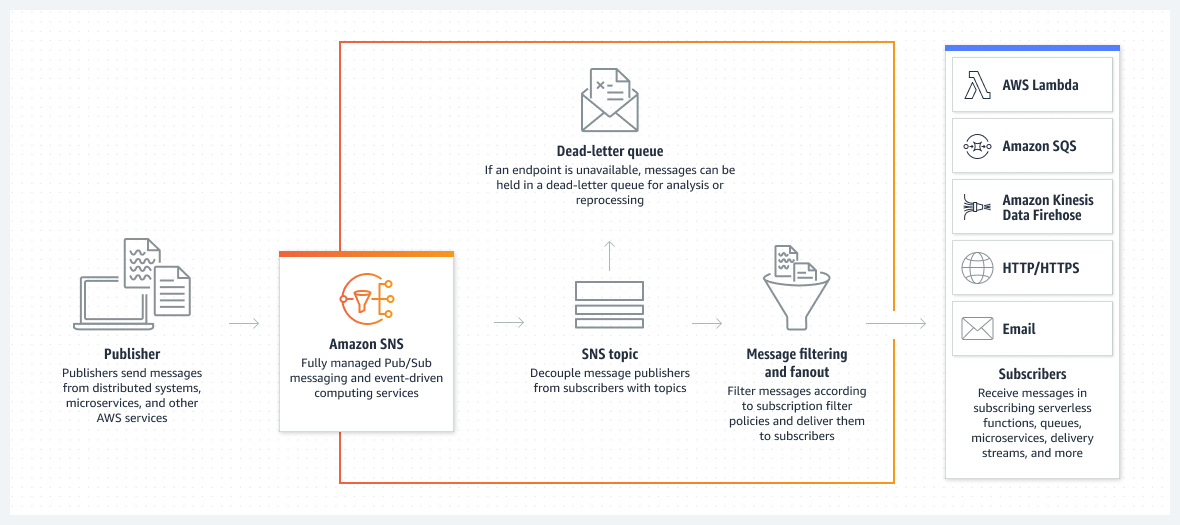 Publisher
Publishers send messages
from distributed systems,
microservices, and other
AWS services
Amazon SNS
Fully managed Pub/Sub
messaging and event-driven
computing services
Dead-letter queue
If an endpoint is unavailable, messages can be
held in a dead-letter queue for analysis or
reprocessing
SNS topic
Decouple message publishers
from subscribers with topics
Message filtering
and fanout
Filter messages according
to subscription filter
policies and deliver them
to subscribers
AWS Lambda
Amazon SQS
Amazon Kinesis
Data Firehose
HTTP/HTTPS
Email
Subscribers
Receive messages in
subscribing serverless
functions, queues,
microservices, delivery
streams, and more